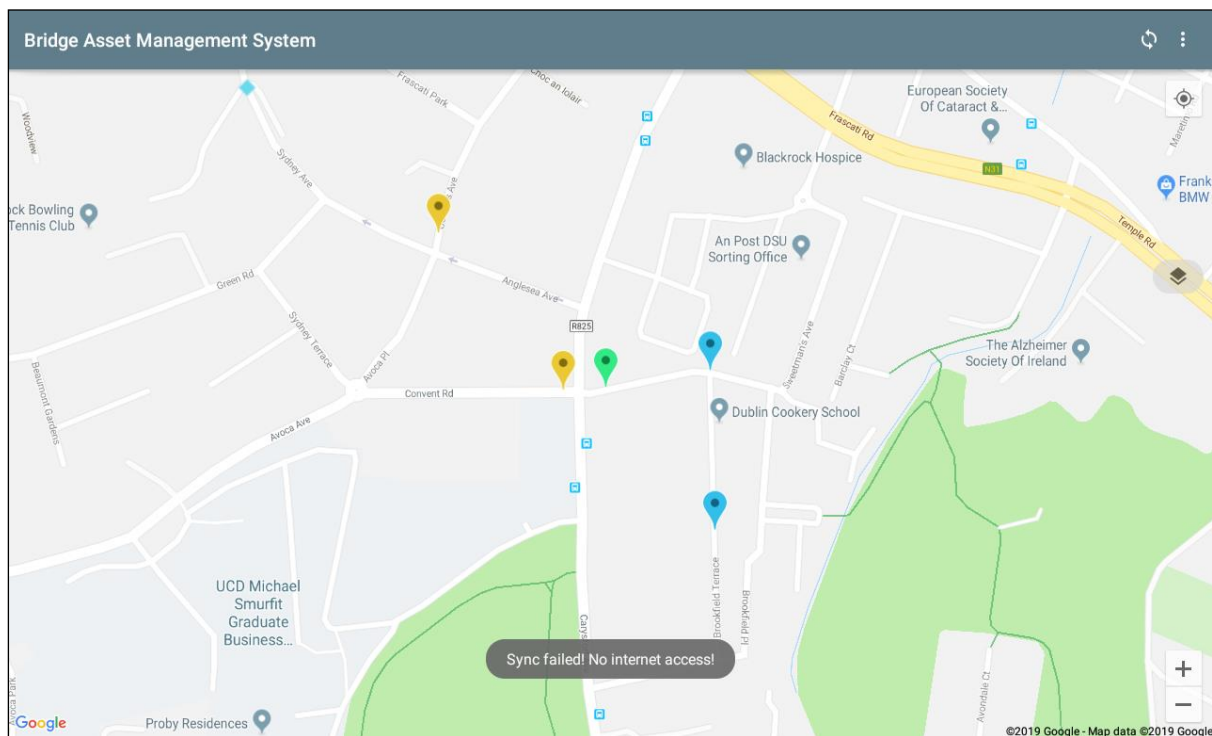 Bridge Asset Management System
Frascati Park
Choc an Iolair
European Society
Of Cataract &...
Woodview
Frascati Rd
Maretim
Sydney Ave
Blackrock Hospice
N31
Frank
BMW
ock Bowling
Tennis Club
Temple Rd
An Post DSU
Sorting Office
Green Rd
Anglesea Ave
R825
Sydney Terrace
Sweetman's Ave
The Alzheimer
Society Of Ireland
Barclay Ct
Avoca Pl
Beaumont Gardens
Convent Rd
Dublin Cookery School
Avoca Ave
UCD Michael
Smurfit
Graduate
Business...
Brookfield Terrace
Brookfield Pl
Carys
Sync failed! No internet access!
Avoca Park
Avondale Ct
Google
Proby Residences
©2019 Google - Map data ©2019 Google